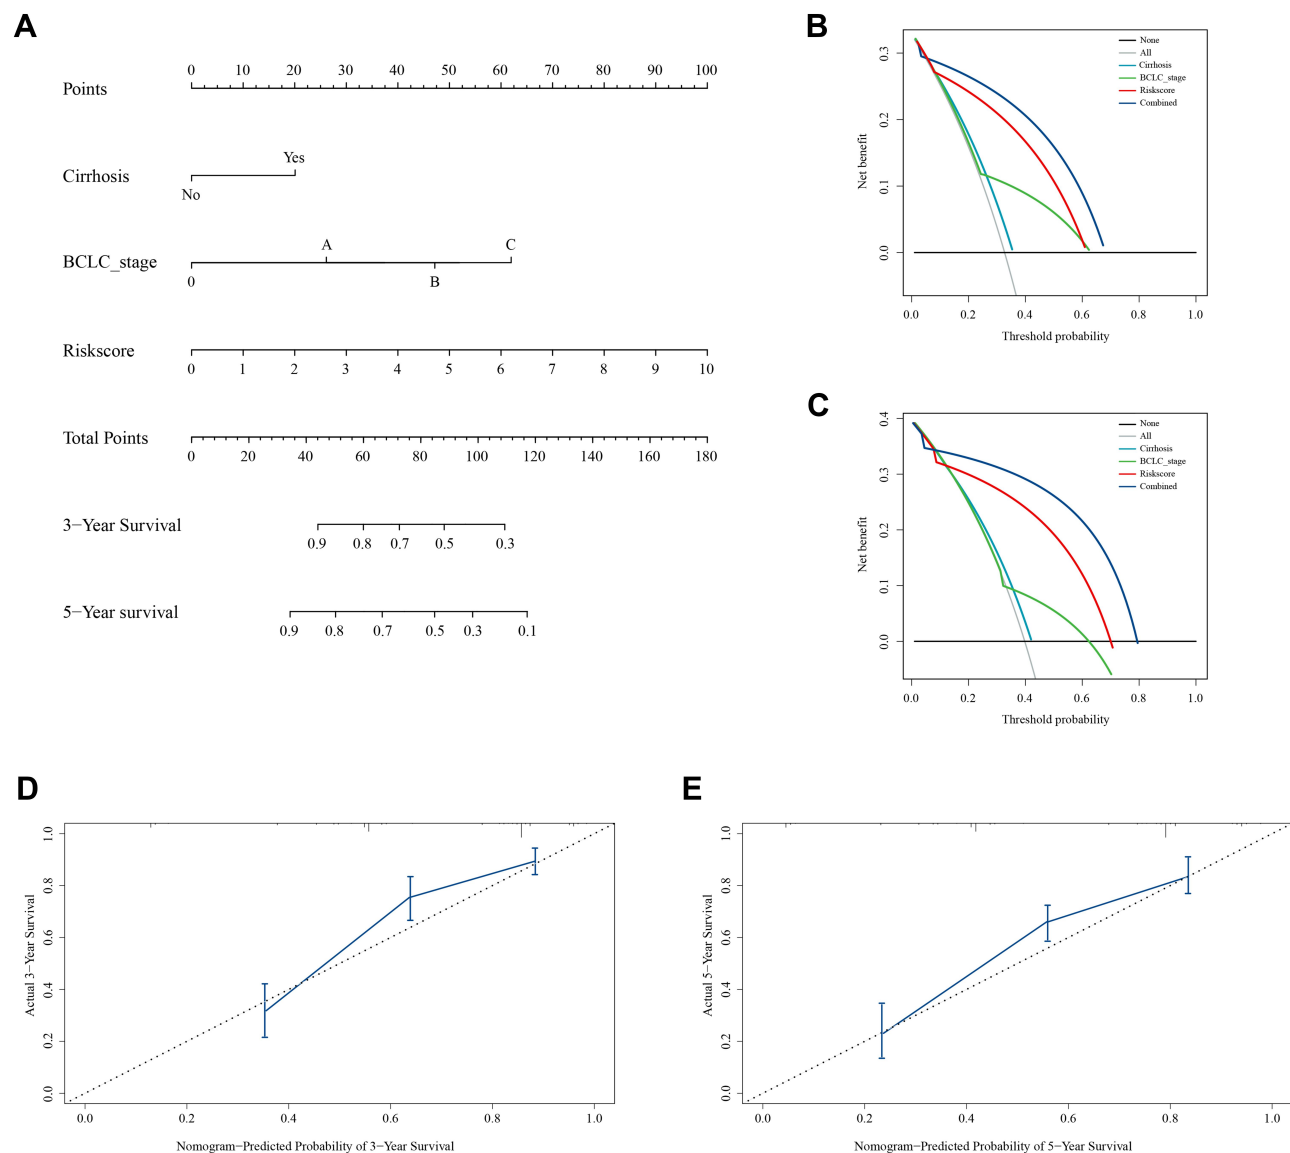 A
0 10 20 30 40 50 60 70 80 90 100
Points
Yes
Cirrhosis
No
A C
BCLC_stage
0 B
Riskscore
0 1 2 3 4 5 6 7 8 9 10
Total Points
0 20 40 60 80 100 120 140 160 180
3−Year Survival
0.9 0.8 0.7 0.5 0.3
5−Year survival
0.9 0.8 0.7 0.5 0.3 0.1
B
None
All
Cirrhosis
BCLC_stage
Riskscore
Combined
Net benefit
0.3
0.2
0.1
0.0
0.0 0.2 0.4 0.6 0.8 1.0
Threshold probability
C
None
All
Cirrhosis
BCLC_stage
Riskscore
Combined
Net benefit
0.4
0.3
0.2
0.1
0.0
0.0 0.2 0.4 0.6 0.8 1.0
Threshold probability
D
Actual 3−Year Survival
1.0
0.8
0.6
0.4
0.2
0.0
0.0 0.2 0.4 0.6 0.8 1.0
Nomogram−Predicted Probability of 3−Year Survival
E
Actual 5−Year Survival
1.0
0.8
0.6
0.4
0.2
0.0
0.0 0.2 0.4 0.6 0.8 1.0
Nomogram−Predicted Probability of 5−Year Survival